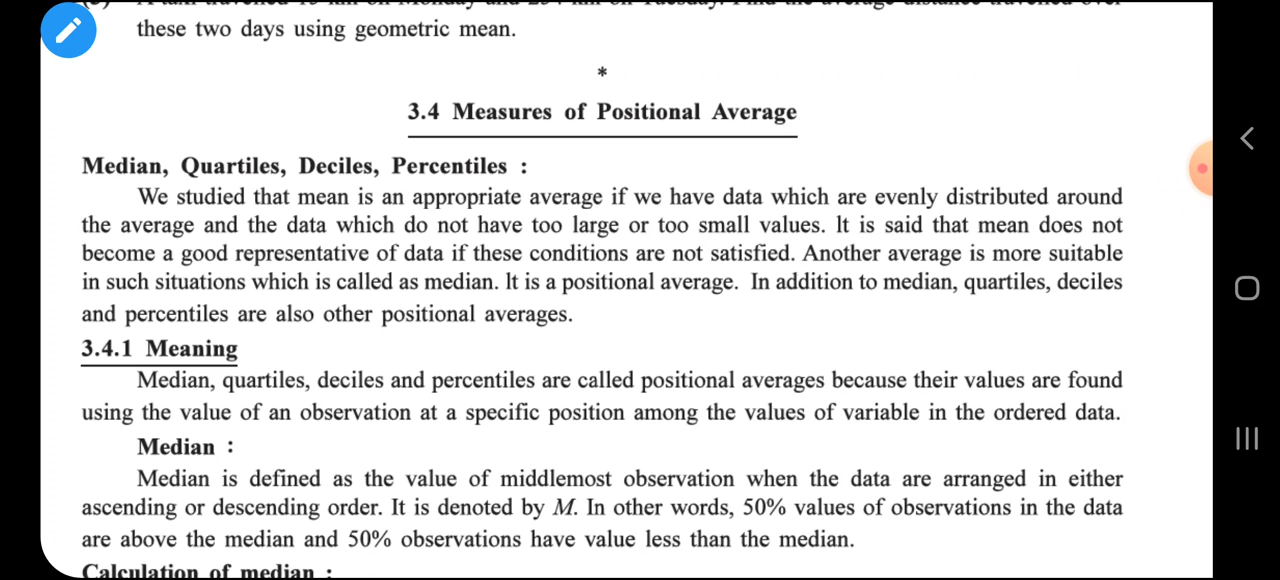 these two days using geometric mean.
*
3.4 Measures of Positional Average
Median, Quartiles, Deciles, Percentiles :
We studied that mean is an appropriate average if we have data which are evenly distributed around
the average and the data which do not have too large or too small values. It is said that mean does not
become a good representative of data if these conditions are not satisfied. Another average is more suitable
in such situations which is called as median. It is a positional average. In addition to median, quartiles, deciles
and percentiles are also other positional averages.
3.4.1 Meaning
Median, quartiles, deciles and percentiles are called positional averages because their values are found
using the value of an observation at a specific position among the values of variable in the ordered data.
Median :
Median is defined as the value of middlemost observation when the data are arranged in either
ascending or descending order. It is denoted by M. In other words, 50% values of observations in the data
are above the median and 50% observations have value less than the median.
Calculation of median :